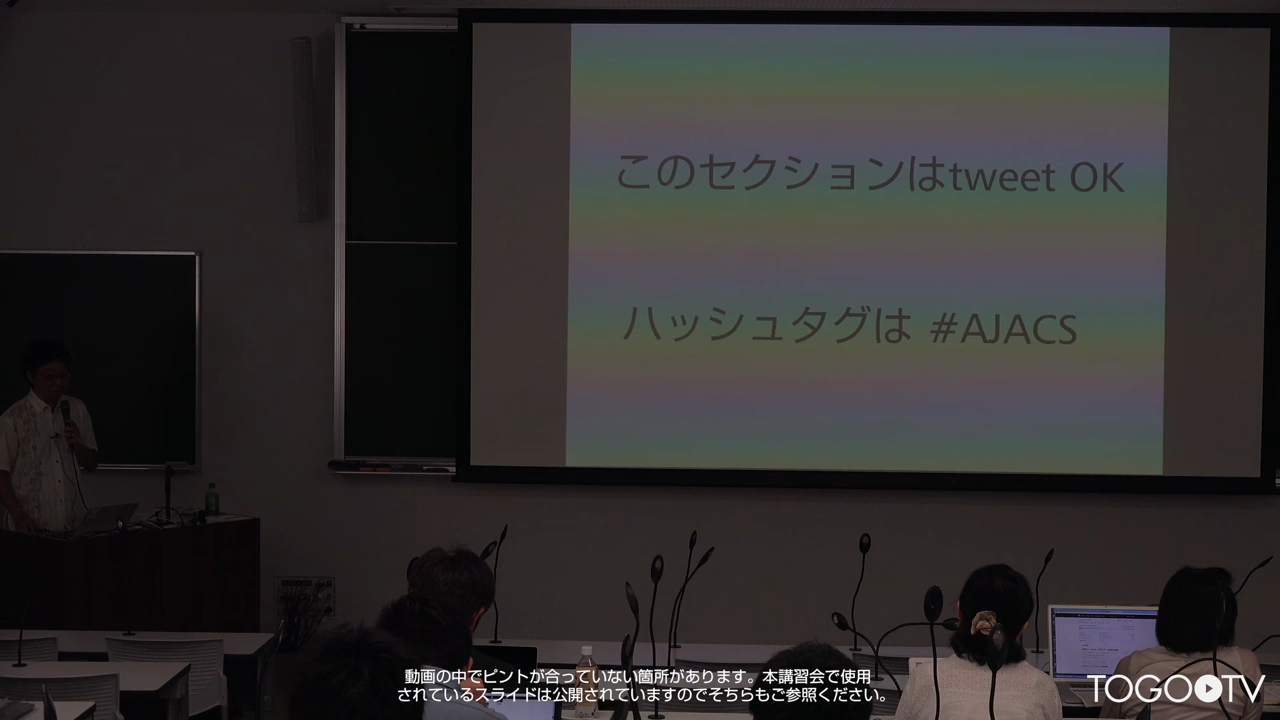 このセクションはtweet OK
ハッシュタグは #AJACS
動画の中でピントが合っていない箇所があります。本講習会で使用
されているスライドは公開されていますのでそちらもご参照ください。
TOGOTV